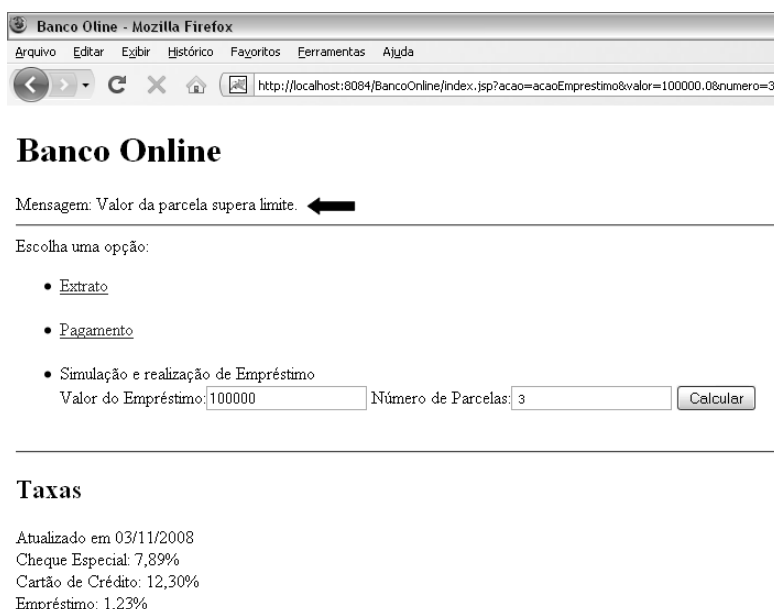 Banco Oline - Mozilla Firefox
Arquivo Editar Exibir Histórico Favoritos Ferramentas Ajuda
http://localhost:8084/BancoOnline/index.jsp?acao=acaoEmprestimo&valor=100000.0&numero=3
Banco Online
Mensagem: Valor da parcela supera limite.
Escolha uma opção:
Extrato
Pagamento
Simulação e realização de Empréstimo
Valor do Empréstimo: 100000 Número de Parcelas: 3 Calcular
Taxas
Atualizado em 03/11/2008
Cheque Especial: 7,89%
Cartão de Crédito: 12,30%
Empréstimo: 1,23%